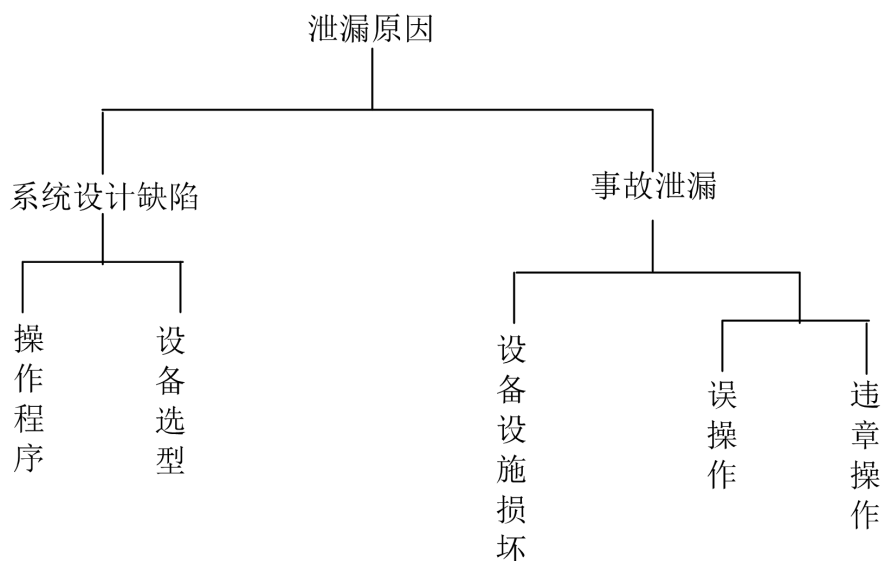 泄漏原因
系统设计缺陷
事故泄漏
操作程序
设备选型
设备设施损坏
误操作
违章操作